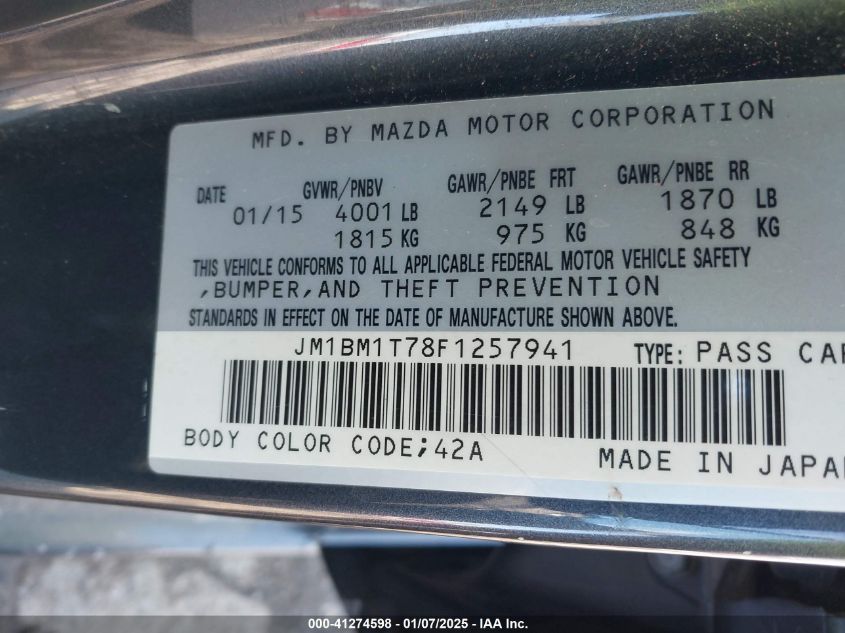 MFD. BY MAZDA MOTOR CORPORATION
DATE GVWR/PNBV GAWR/PNBE FRT GAWR/PNBE RR
01/15 4001 LB 2149 LB 1870 LB
1815 KG 975 KG 848 KG
THIS VEHICLE CONFORMS TO ALL APPLICABLE FEDERAL MOTOR VEHICLE SAFETY
,BUMPER,AND THEFT PREVENTION
STANDARDS IN EFFECT ON THE DATE OF MANUFACTURE SHOWN ABOVE.
JM1BM1T78F1257941 TYPE: PASS CAR
BODY COLOR CODE;42A MADE IN JAPAN
000-41274598 - 01/07/2025 - IAA Inc.